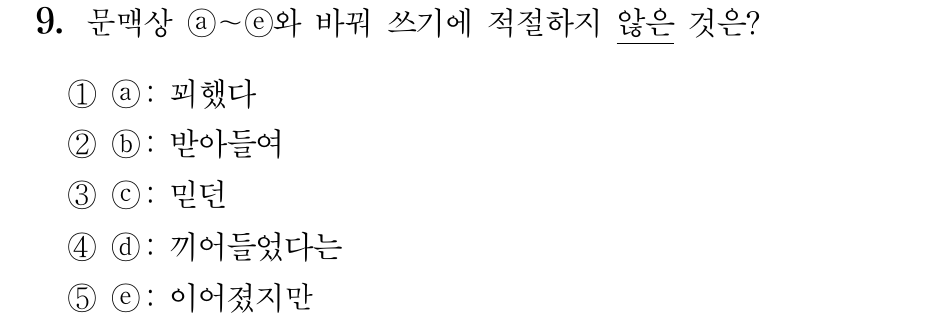 9. 문맥상 ⓐ~ⓔ와 바꿔 쓰기에 적절하지 않은 것은?
① ⓐ: 꾀했다
② ⓑ: 받아들여
③ ⓒ: 믿던
④ ⓓ: 끼어들었다는
⑤ ⓔ: 이어졌지만